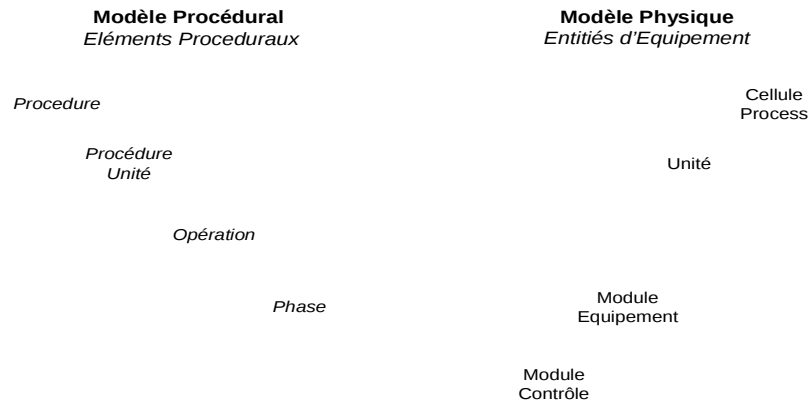 Modèle Procédural
Eléments Proceduraux
Modèle Physique
Entitiés d'Equipement
Procedure
Cellule
Process
Procédure
Unité
Unité
Opération
Phase
Module
Equipement
Module
Contrôle